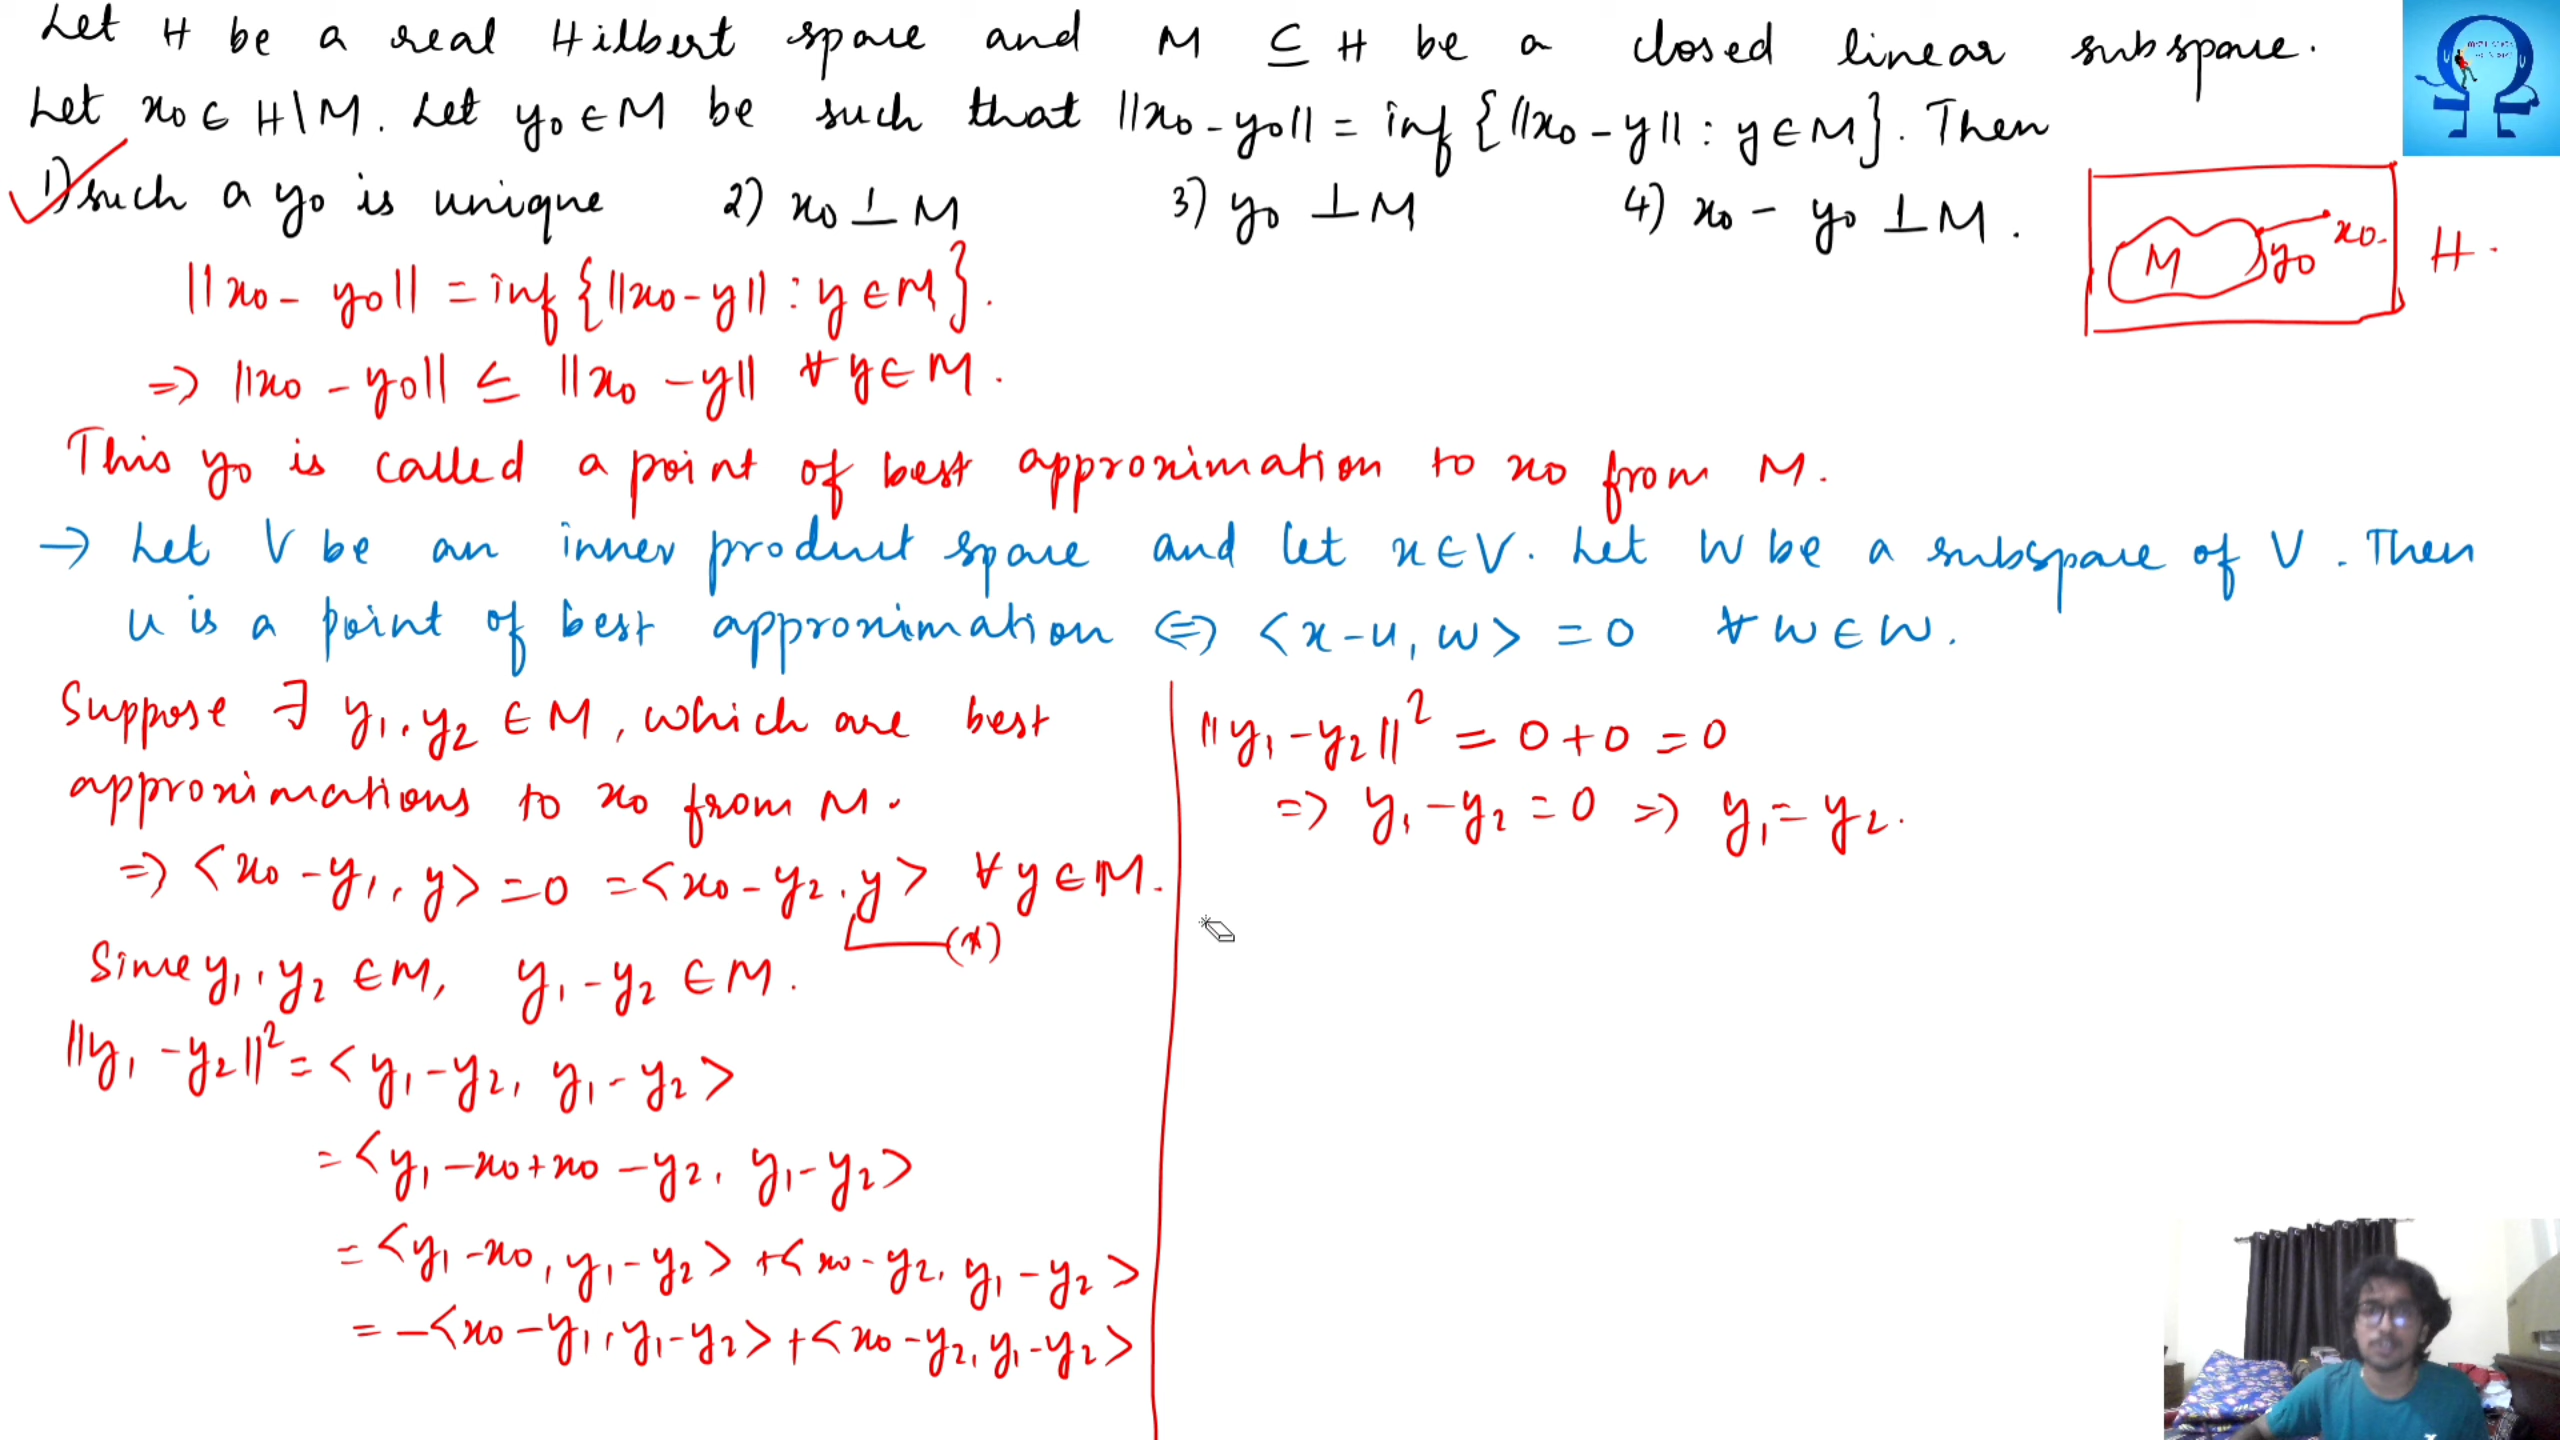 Let H be a real Hilbert space and M ⊆ H be a closed linear subspace.
Let x₀ ∈ H\M. Let y₀ ∈ M be such that ||x₀ - y₀|| = inf {||x₀ - y|| : y ∈ M}. Then
1) such a y₀ is unique 2) x₀ ⊥ M 3) y₀ ⊥ M 4) x₀ - y₀ ⊥ M.
M y₀ x₀. H.
||x₀ - y₀|| = inf {||x₀ - y|| : y ∈ M}.
⇒ ||x₀ - y₀|| ≤ ||x₀ - y|| ∀ y ∈ M.
This y₀ is called a point of best approximation to x₀ from M.
→ Let V be an inner product space and let x ∈ V. Let W be a subspace of V. Then
u is a point of best approximation ⇔ <x - u, w> = 0 ∀ w ∈ W.
Suppose ∃ y₁, y₂ ∈ M, which are best
approximations to x₀ from M.
⇒ <x₀ - y₁, y> = 0 = <x₀ - y₂, y> ∀ y ∈ M.
(*)
Since y₁, y₂ ∈ M, y₁ - y₂ ∈ M.
||y₁ - y₂||² = <y₁ - y₂, y₁ - y₂>
= <y₁ - x₀ + x₀ - y₂, y₁ - y₂>
= <y₁ - x₀, y₁ - y₂> + <x₀ - y₂, y₁ - y₂>
= -<x₀ - y₁, y₁ - y₂> + <x₀ - y₂, y₁ - y₂>
||y₁ - y₂||² = 0 + 0 = 0
⇒ y₁ - y₂ = 0 ⇒ y₁ = y₂.